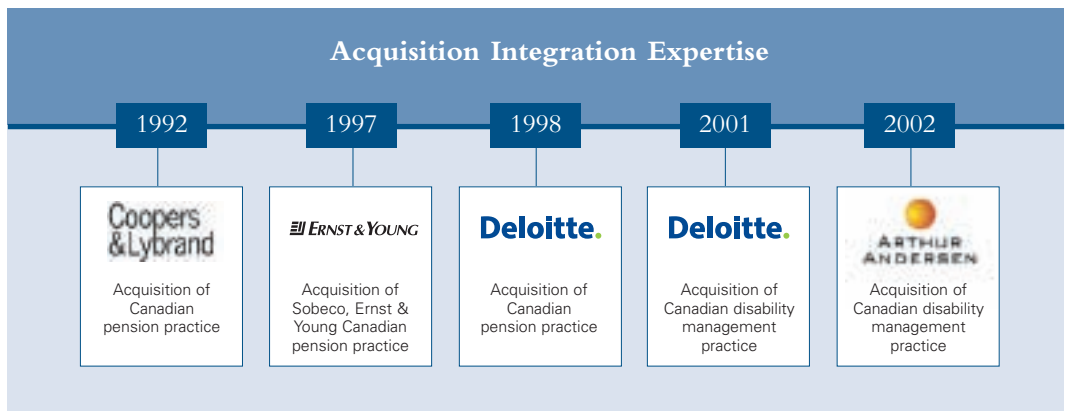 Acquisition Integration Expertise
1992
1997
1998
2001
2002
Coopers
&Lybrand
Acquisition of
Canadian
pension practice
ERNST & YOUNG
Acquisition of
Sobeco, Ernst &
Young Canadian
pension practice
Deloitte.
Acquisition of
Canadian
pension practice
Deloitte.
Acquisition of
Canadian disability
management
practice
ARTHUR
ANDERSEN
Acquisition of
Canadian disability
management
practice